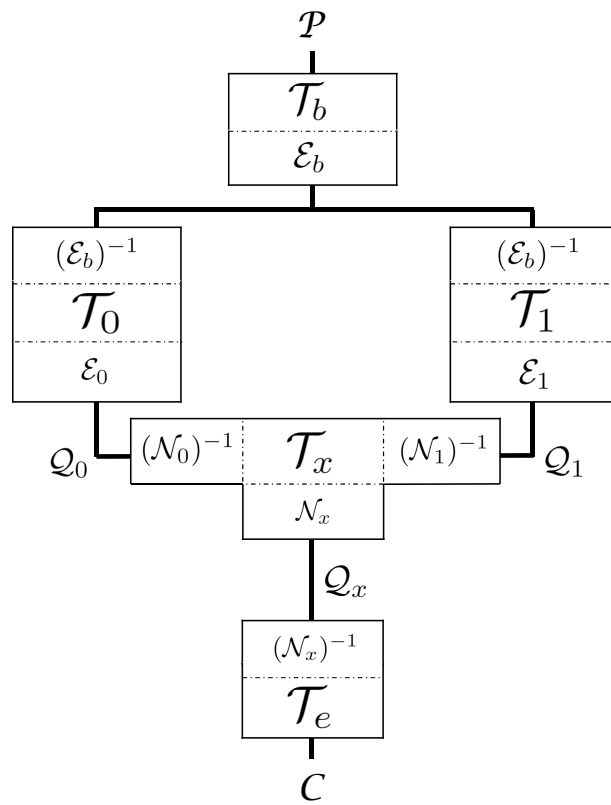 𝒫
𝒯_b
ℰ_b
(ℰ_b)^{-1} (ℰ_b)^{-1}
𝒯_0 𝒯_1
ℰ_0 ℰ_1
𝒬_0 (𝒩_0)^{-1} 𝒯_x (𝒩_1)^{-1} 𝒬_1
𝒩_x
𝒬_x
(𝒩_x)^{-1}
𝒯_e
C